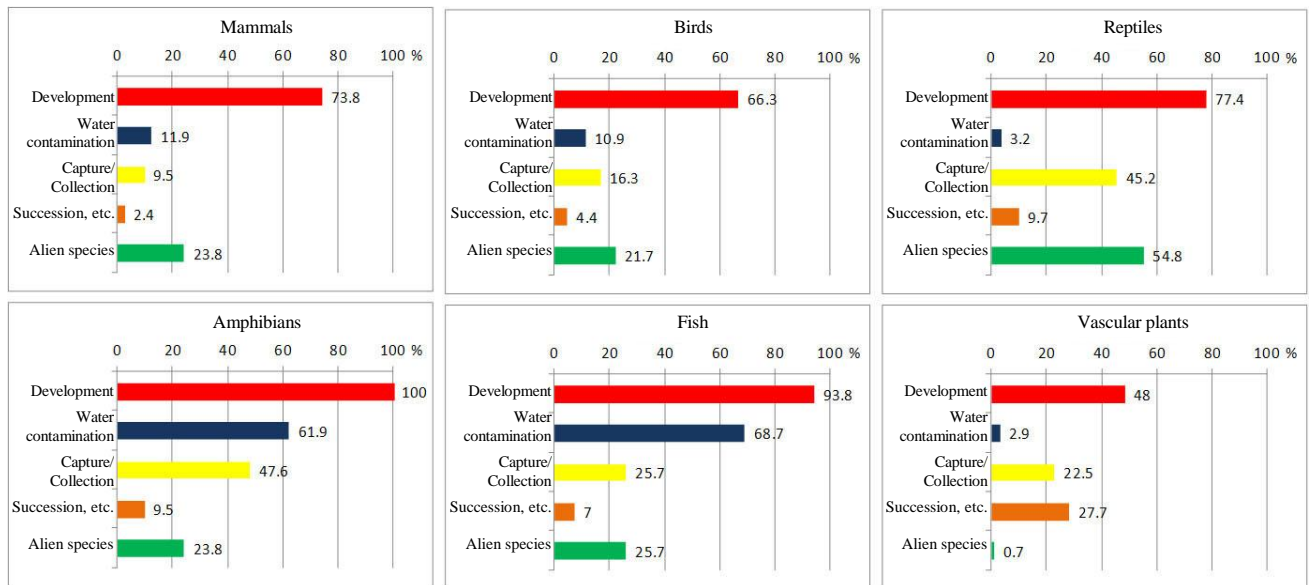 Mammals
0 20 40 60 80 100 %
Development 73.8
Water
contamination 11.9
Capture/
Collection 9.5
Succession, etc. 2.4
Alien species 23.8
Birds
0 20 40 60 80 100 %
Development 66.3
Water
contamination 10.9
Capture/
Collection 16.3
Succession, etc. 4.4
Alien species 21.7
Reptiles
0 20 40 60 80 100 %
Development 77.4
Water
contamination 3.2
Capture/
Collection 45.2
Succession, etc. 9.7
Alien species 54.8
Amphibians
0 20 40 60 80 100 %
Development 100
Water
contamination 61.9
Capture/
Collection 47.6
Succession, etc. 9.5
Alien species 23.8
Fish
0 20 40 60 80 100 %
Development 93.8
Water
contamination 68.7
Capture/
Collection 25.7
Succession, etc. 7
Alien species 25.7
Vascular plants
0 20 40 60 80 100 %
Development 48
Water
contamination 2.9
Capture/
Collection 22.5
Succession, etc. 27.7
Alien species 0.7